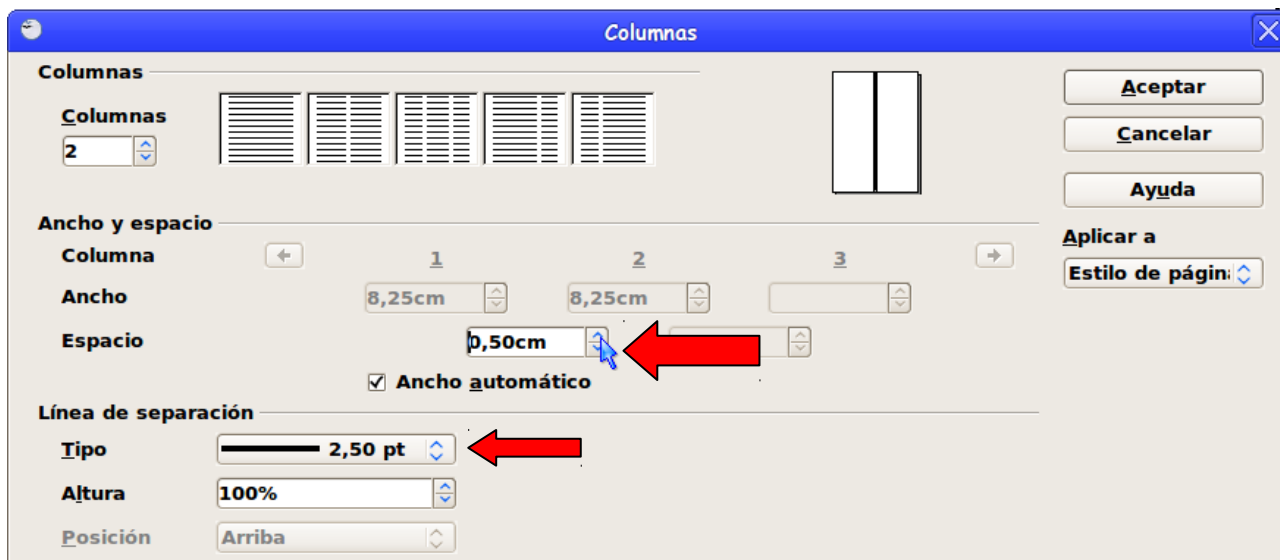 Columnas
Columnas
Columnas
2
Aceptar
Cancelar
Ayuda
Aplicar a
Estilo de págin
Ancho y espacio
Columna 1 2 3
Ancho 8,25cm 8,25cm
Espacio 0,50cm
Ancho automático
Línea de separación
Tipo 2,50 pt
Altura 100%
Posición Arriba